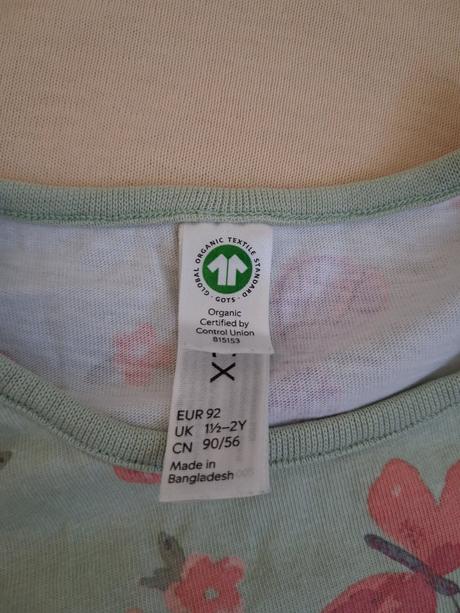 GLOBAL ORGANIC TEXTILE STANDARD
· GOTS ·
Organic
Certified by
Control Union
815153
X
EUR 92
UK 1½–2Y
CN 90/56
Made in
Bangladesh